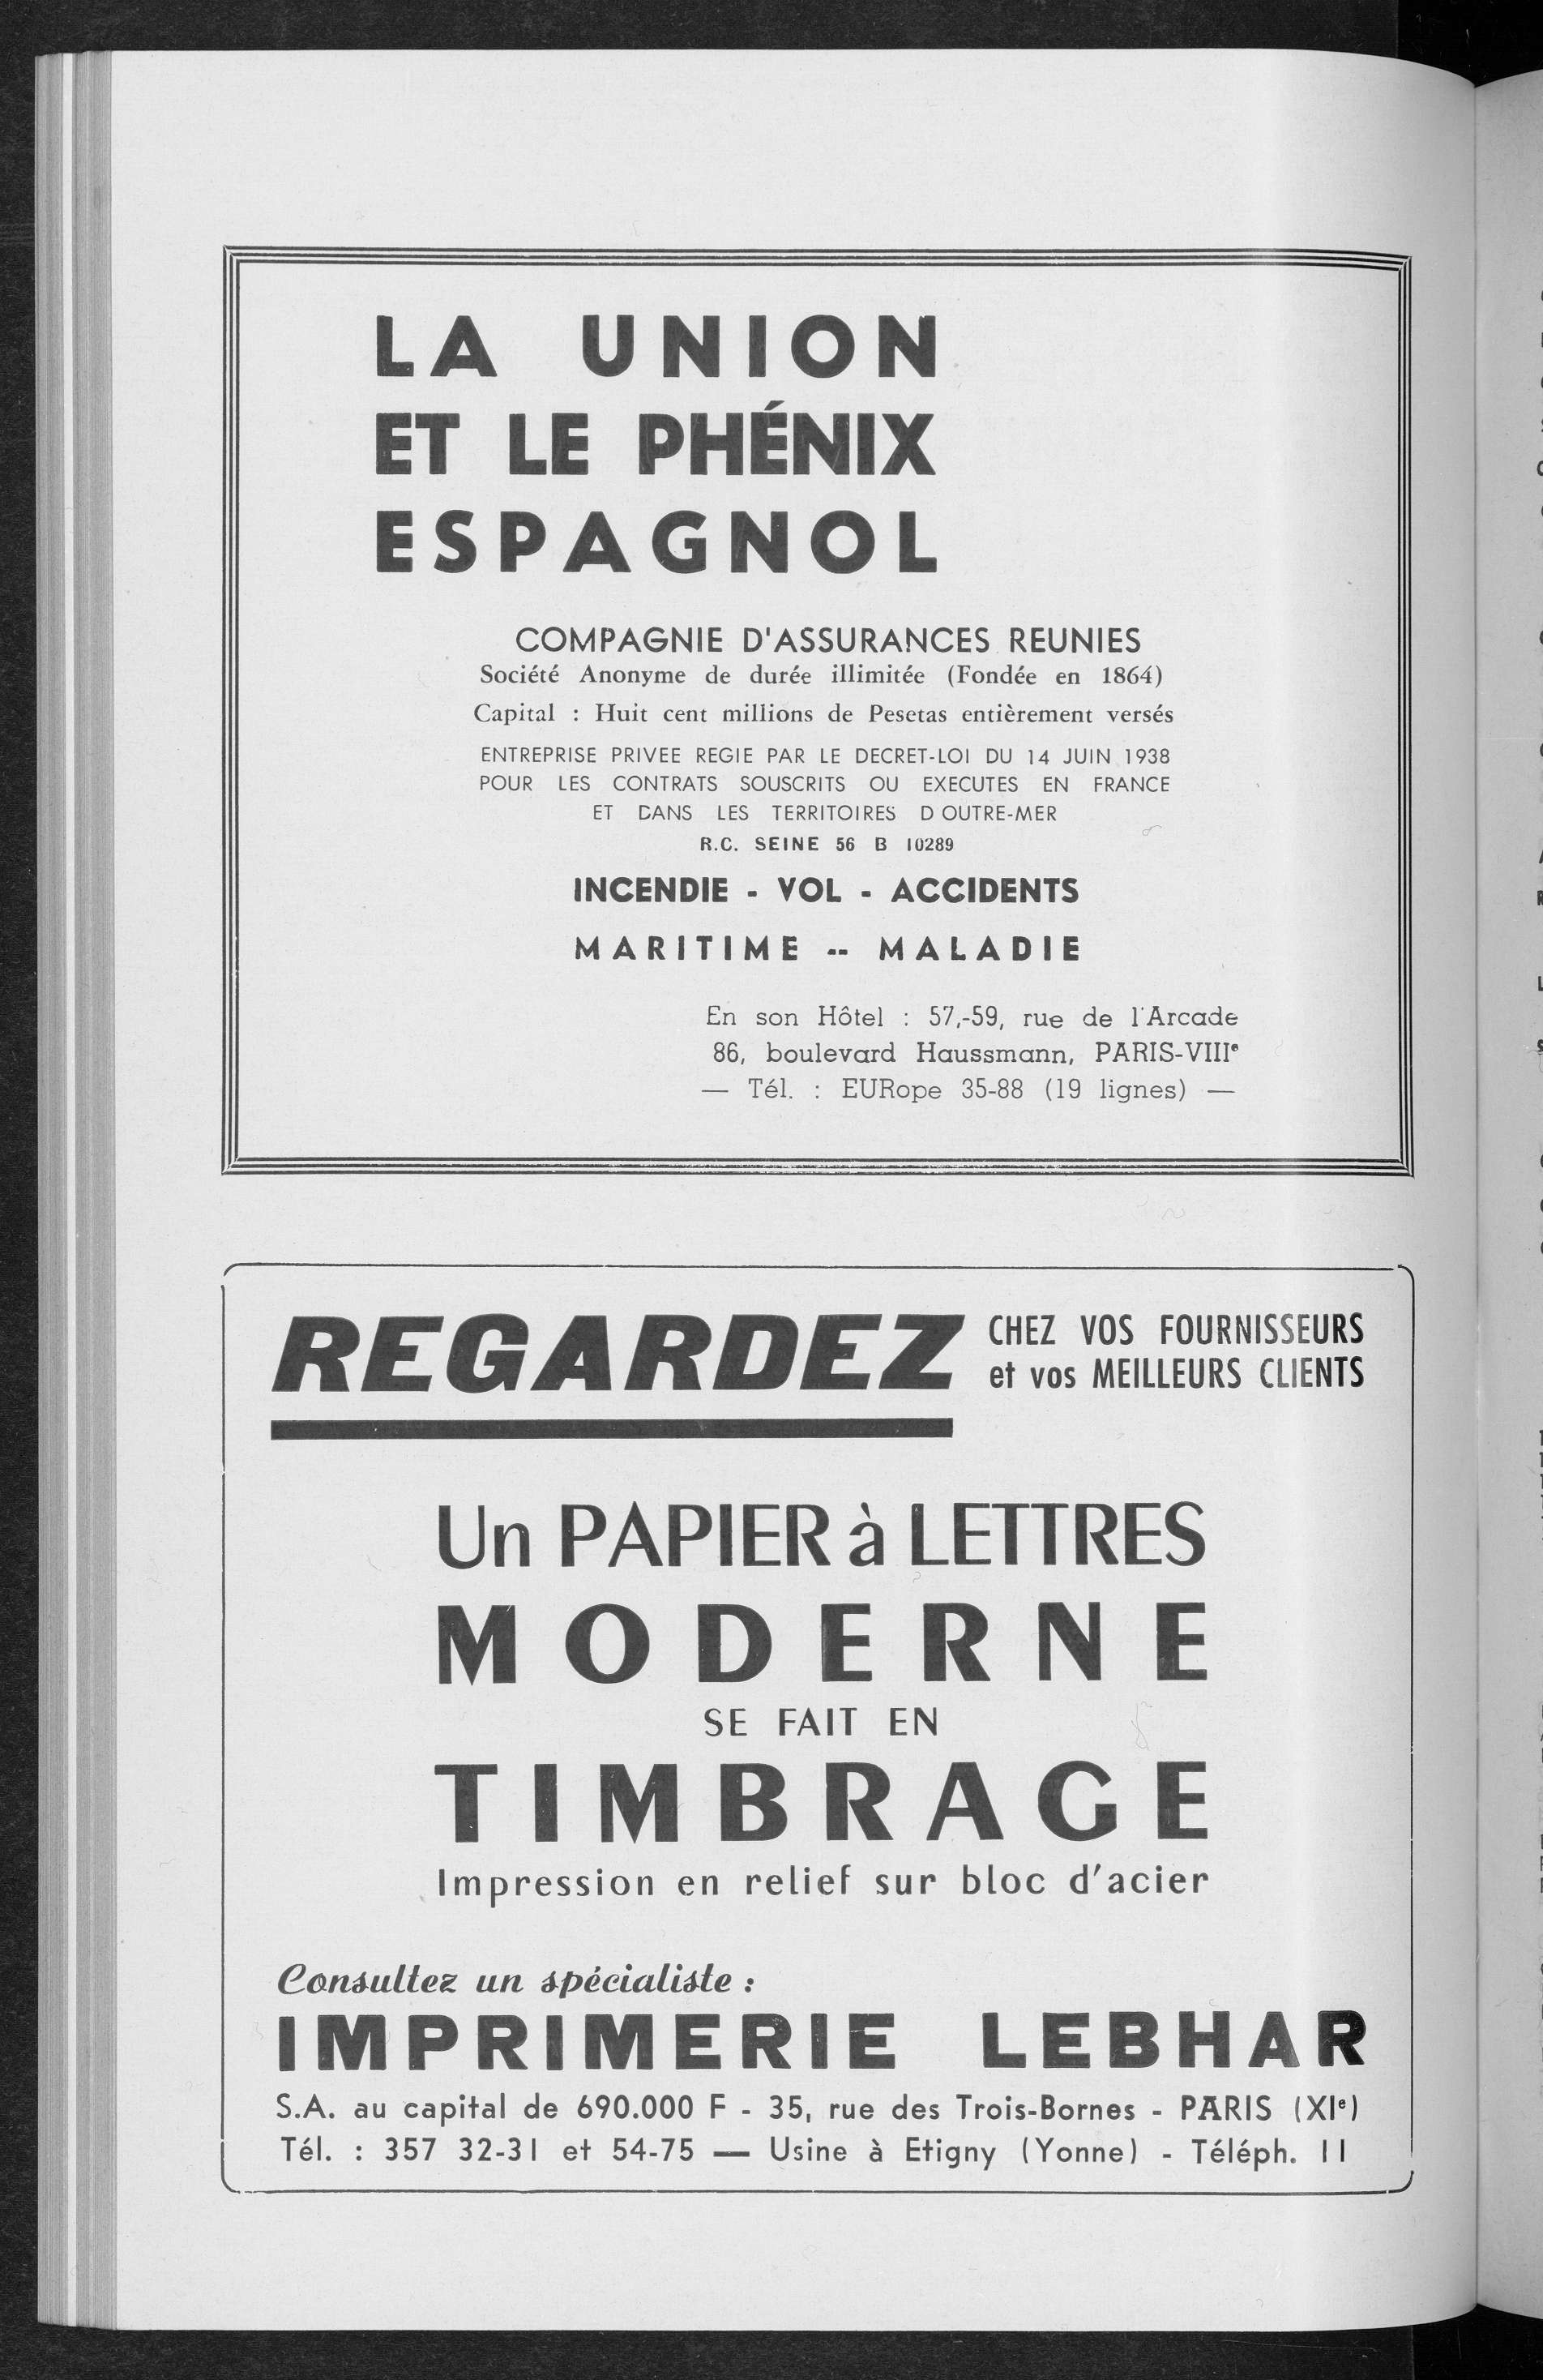 LA UNION
ET LE PHÉNIX
ESPAGNOL
COMPAGNIE D'ASSURANCES REUNIES
Société Anonyme de durée illimitée (Fondée en 1864)
Capital : Huit cent millions de Pesetas entièrement versés
ENTREPRISE PRIVEE REGIE PAR LE DECRET-LOI DU 14 JUIN 1938
POUR LES CONTRATS SOUSCRITS OU EXECUTES EN FRANCE
ET DANS LES TERRITOIRES D OUTRE-MER
R.C. SEINE 56 B 10289
INCENDIE - VOL - ACCIDENTS
MARITIME -- MALADIE
En son Hôtel : 57,-59, rue de l'Arcade
86, boulevard Haussmann, PARIS-VIIIe
— Tél. : EURope 35-88 (19 lignes) —
REGARDEZ CHEZ VOS FOURNISSEURS
et vos MEILLEURS CLIENTS
Un PAPIER à LETTRES
MODERNE
SE FAIT EN
TIMBRAGE
Impression en relief sur bloc d'acier
Consultez un spécialiste :
IMPRIMERIE LEBHAR
S.A. au capital de 690.000 F - 35, rue des Trois-Bornes - PARIS (XIe)
Tél. : 357 32-31 et 54-75 — Usine à Etigny (Yonne) - Téléph. 11